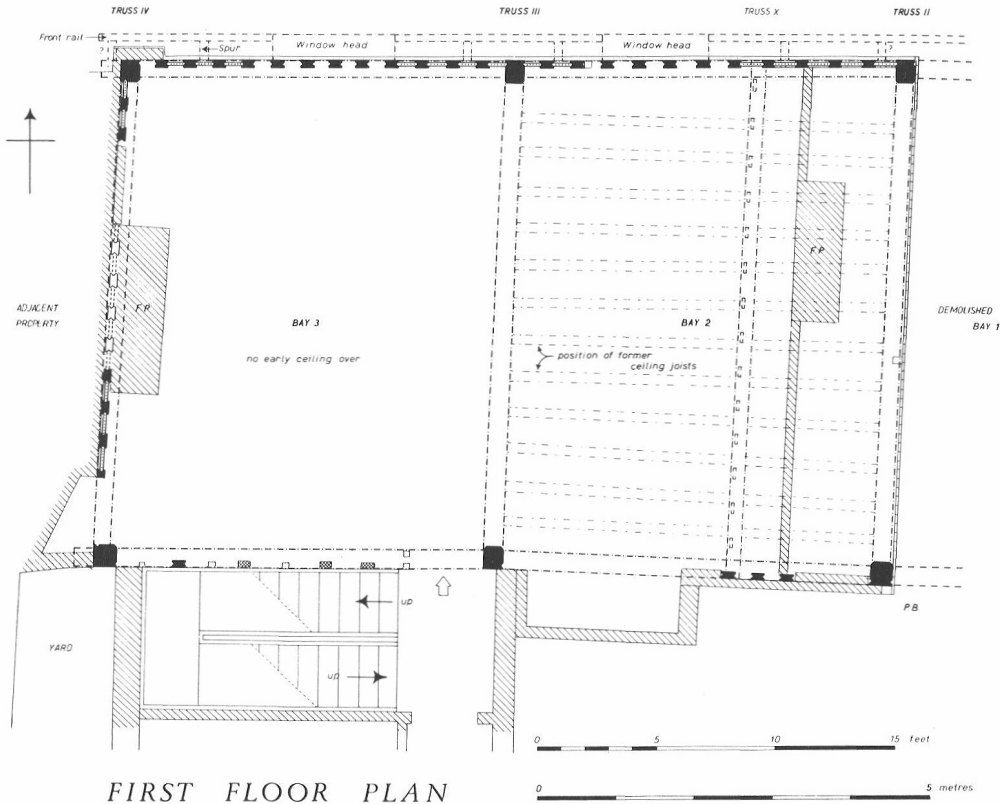 TRUSS IV TRUSS III TRUSS X TRUSS II
Front rail
?
Spur
Window head
Window head
?
F.P.
F.P.
ADJACENT
PROPERTY
BAY 3
BAY 2
DEMOLISHED
BAY 1
no early ceiling over
position of former
ceiling joists
up
up
YARD
P.B.
0 5 10 15 feet
0 5 metres
FIRST FLOOR PLAN